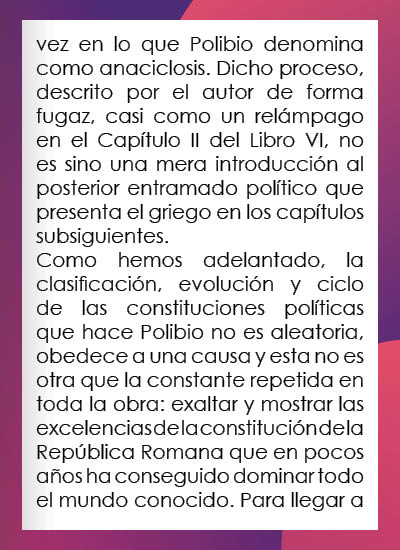 vez en lo que Polibio denomina
como anaciclosis. Dicho proceso,
descrito por el autor de forma
fugaz, casi como un relámpago
en el Capítulo II del Libro VI, no
es sino una mera introducción al
posterior entramado político que
presenta el griego en los capítulos
subsiguientes.
Como hemos adelantado, la
clasificación, evolución y ciclo
de las constituciones políticas
que hace Polibio no es aleatoria,
obedece a una causa y esta no es
otra que la constante repetida en
toda la obra: exaltar y mostrar las
excelencias de la constitución de la
República Romana que en pocos
años ha conseguido dominar todo
el mundo conocido. Para llegar a